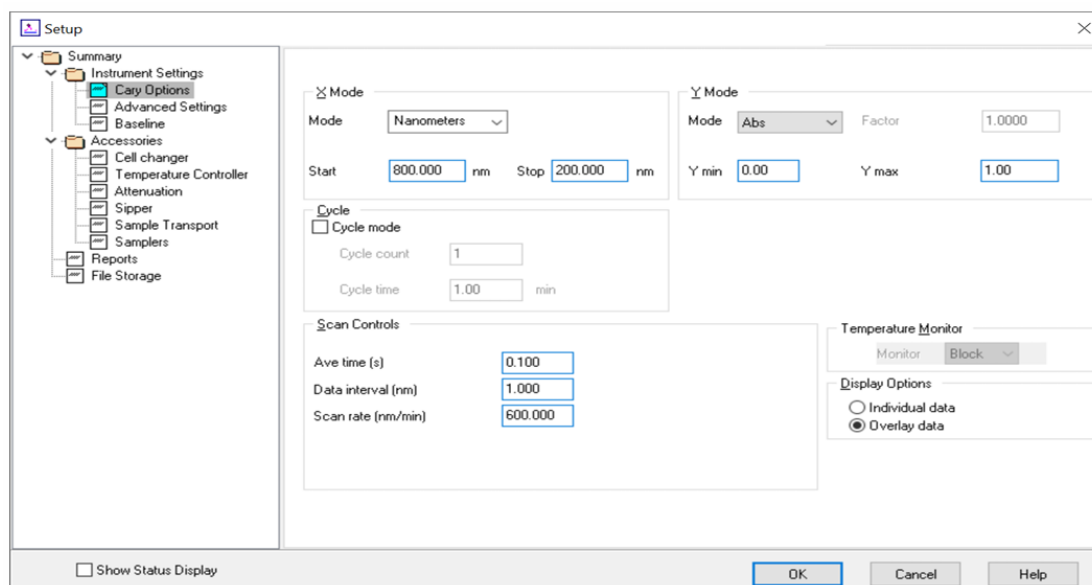 Setup
Summary
Instrument Settings
Cary Options
Advanced Settings
Baseline
Accessories
Cell changer
Temperature Controller
Attenuation
Sipper
Sample Transport
Samplers
Reports
File Storage
X Mode
Mode Nanometers
Start 800.000 nm Stop 200.000 nm
Y Mode
Mode Abs Factor 1.0000
Y min 0.00 Y max 1.00
Cycle
Cycle mode
Cycle count 1
Cycle time 1.00 min
Scan Controls
Ave time (s) 0.100
Data interval (nm) 1.000
Scan rate (nm/min) 600.000
Temperature Monitor
Monitor Block
Display Options
Individual data
Overlay data
Show Status Display
OK Cancel Help